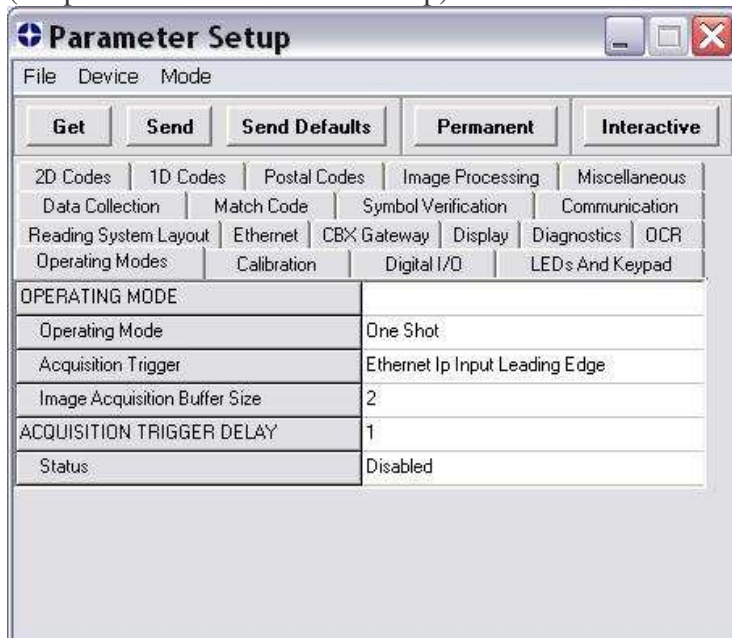 Parameter Setup
File Device Mode
Get Send Send Defaults Permanent Interactive
2D Codes 1D Codes Postal Codes Image Processing Miscellaneous
Data Collection Match Code Symbol Verification Communication
Reading System Layout Ethernet CBX Gateway Display Diagnostics OCR
Operating Modes Calibration Digital I/O LEDs And Keypad
OPERATING MODE
Operating Mode One Shot
Acquisition Trigger Ethernet Ip Input Leading Edge
Image Acquisition Buffer Size 2
ACQUISITION TRIGGER DELAY 1
Status Disabled